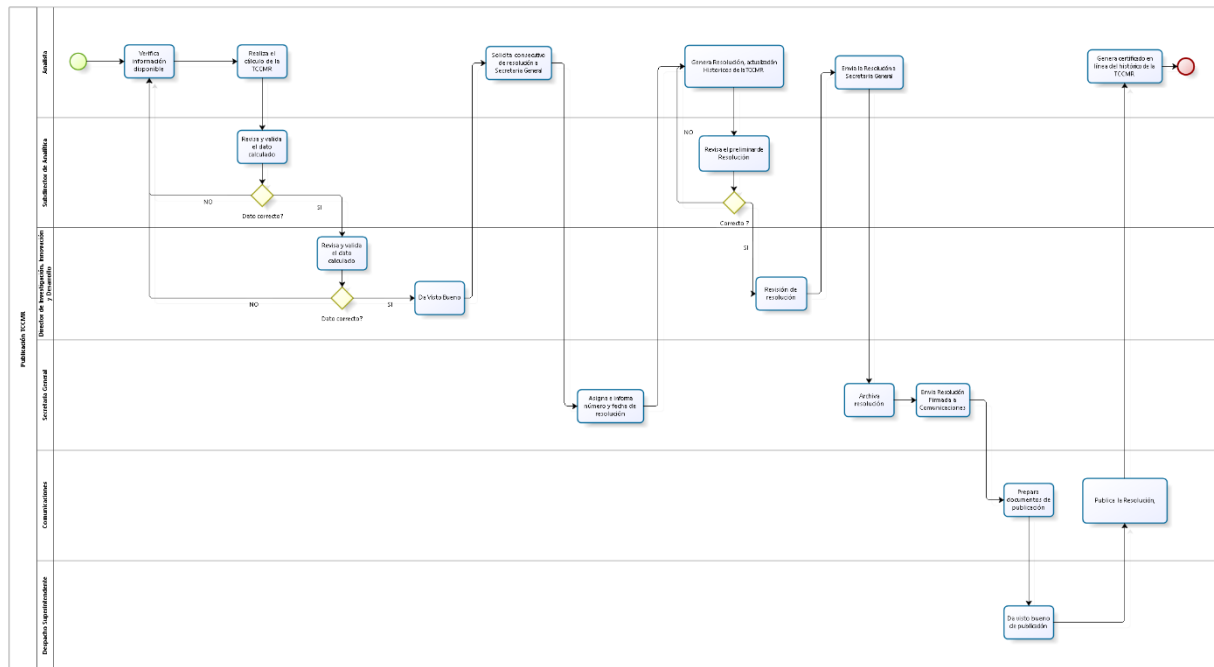 Publicación TCCMR
Analista
Verifica
información
disponible
Realiza el
cálculo de la
TCCMR
Solicita consecutivo
de resolución a
Secretaría General
Genera Resolución, actualización
Historicos de la TCCMR
Envío la Resolución a
Secretaría General
Genera certificado en
línea del histórico de la
TCCMR
Subdirector de Analítica
Revisa y valida
el dato
calculado
NO
Dato correcto?
SI
NO
Revisa el preliminar de
Resolución
Correcto ?
SI
Director de Investigación, Innovación
y Desarrollo
Revisa y valida
el dato
calculado
NO
Dato correcto?
SI
Da Visto Bueno
Revisión de
resolución
Secretaría General
Asigna e informa
número y fecha de
resolución
Archiva
resolución
Envía Resolución
Firmada a
Comunicaciones
Comunicaciones
Prepara
documentos de
publicación
Publica la Resolución,
Despacho Superintendente
Da visto bueno
de publicación